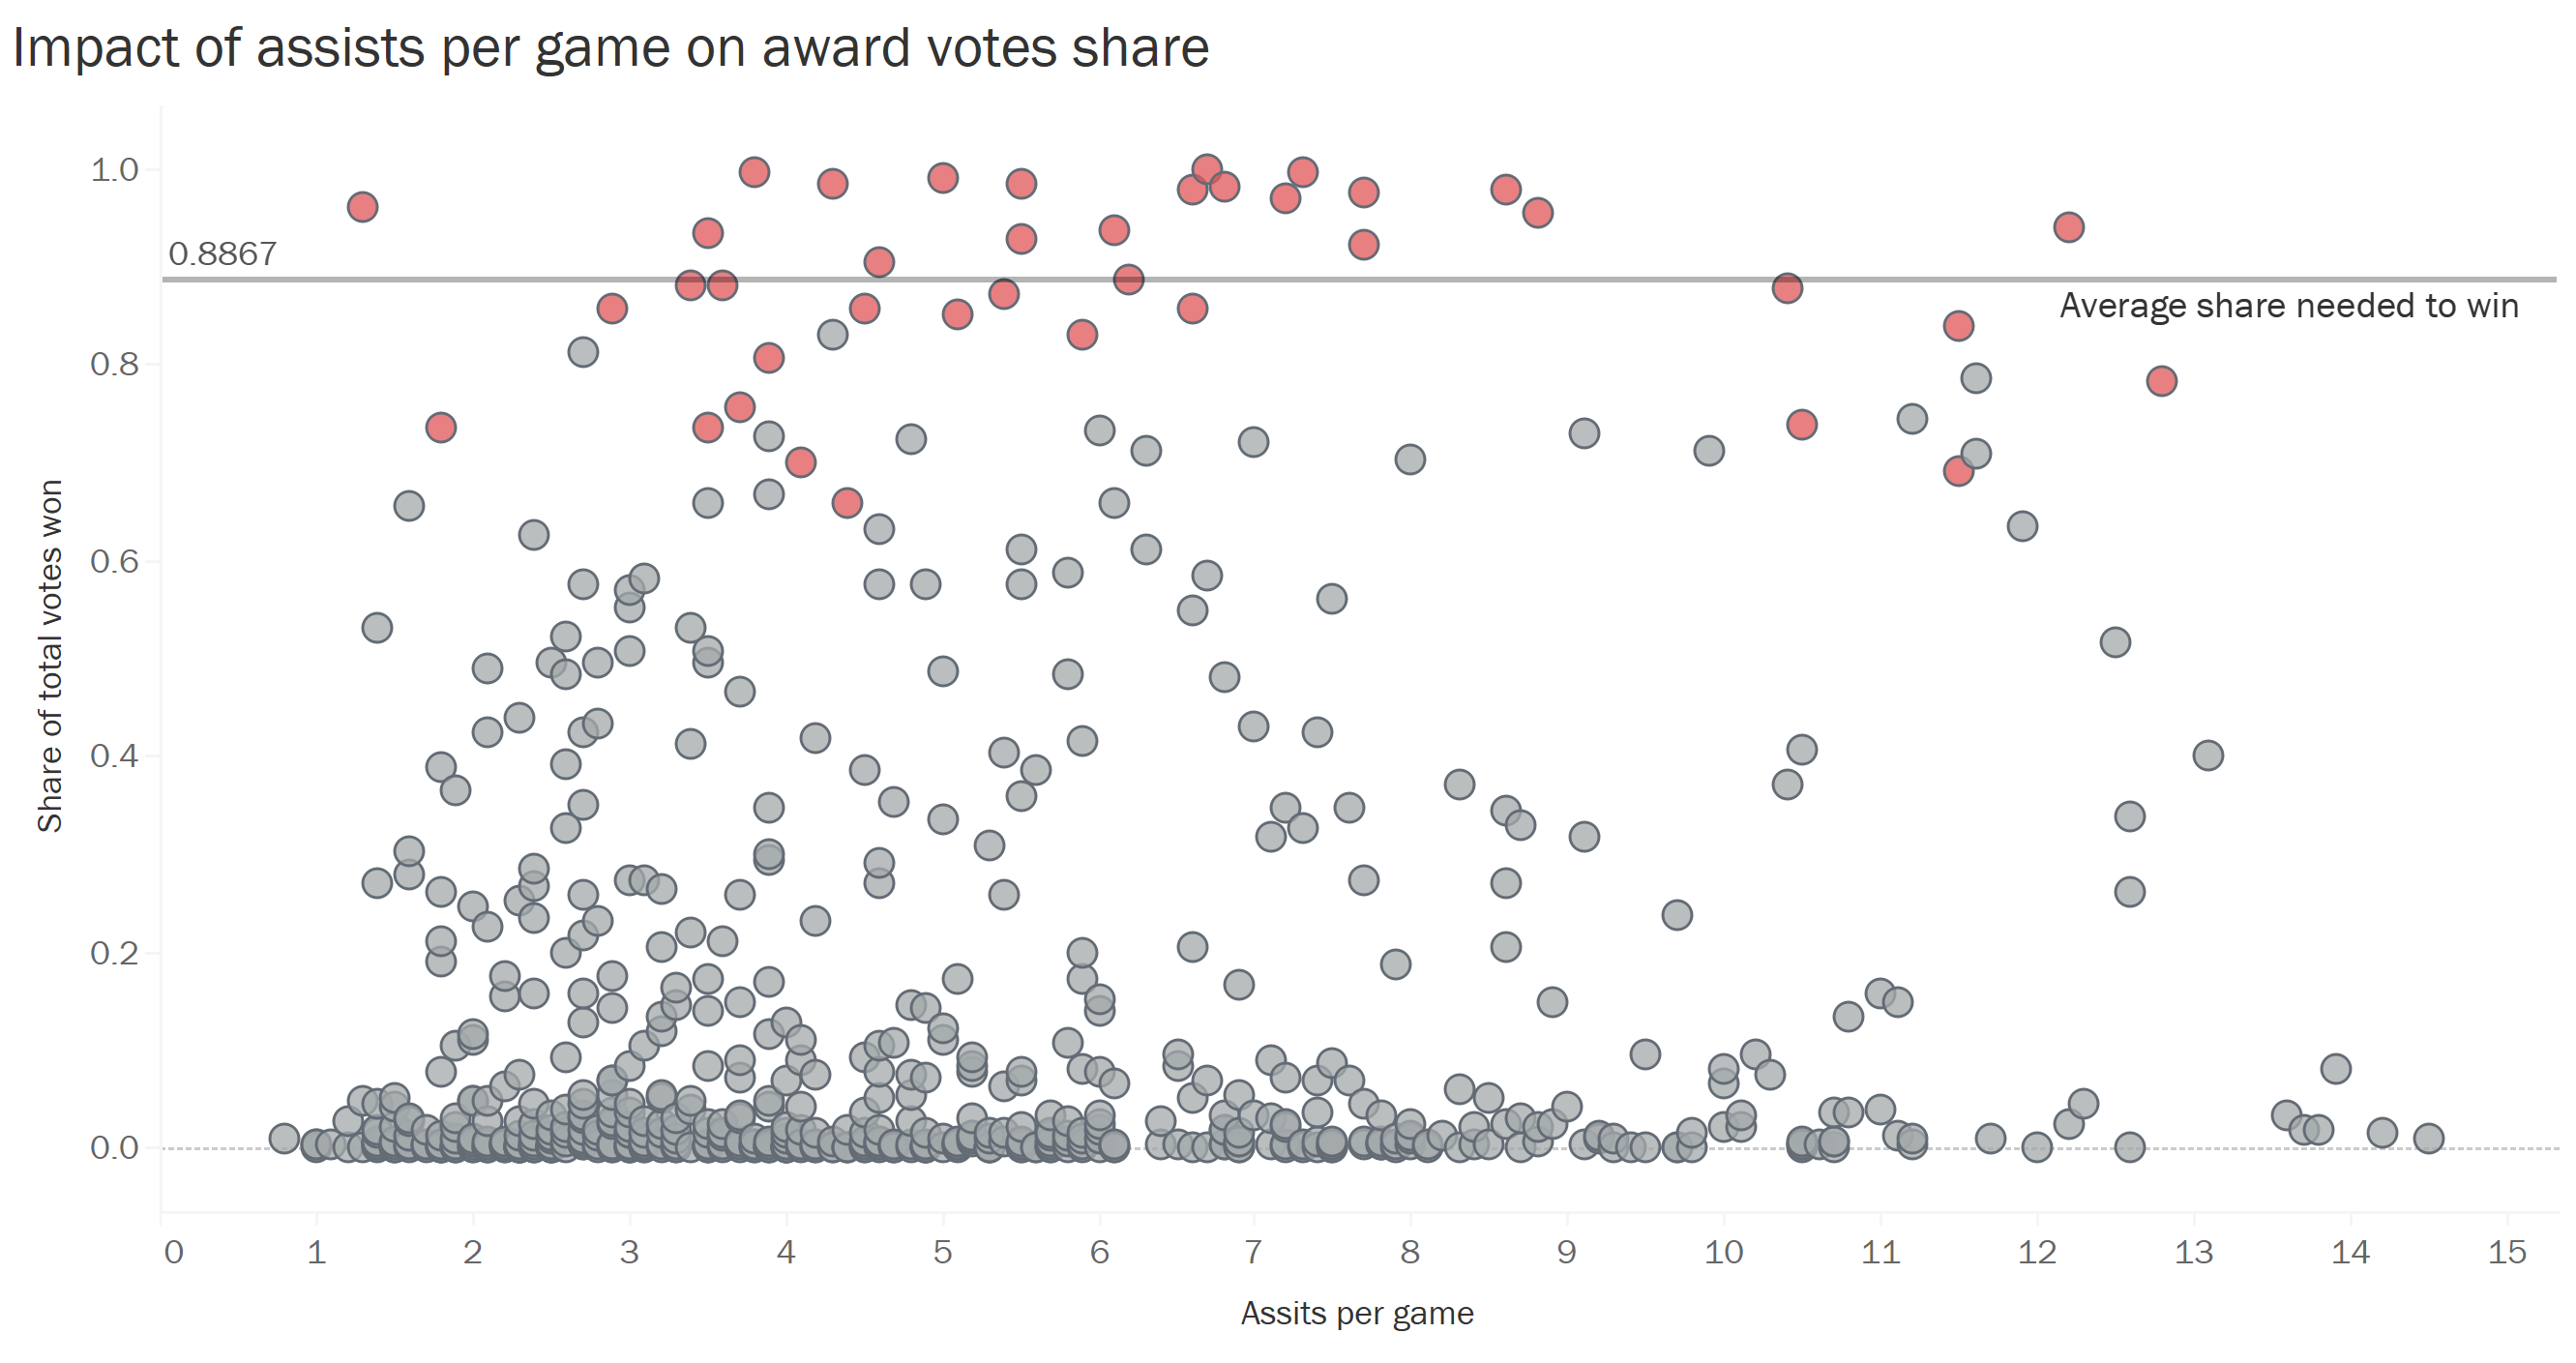 Impact of assists per game on award votes share
1.0
0.8867
Average share needed to win
0.8
0.6
0.4
0.2
0.0
Share of total votes won
0 1 2 3 4 5 6 7 8 9 10 11 12 13 14 15
Assits per game